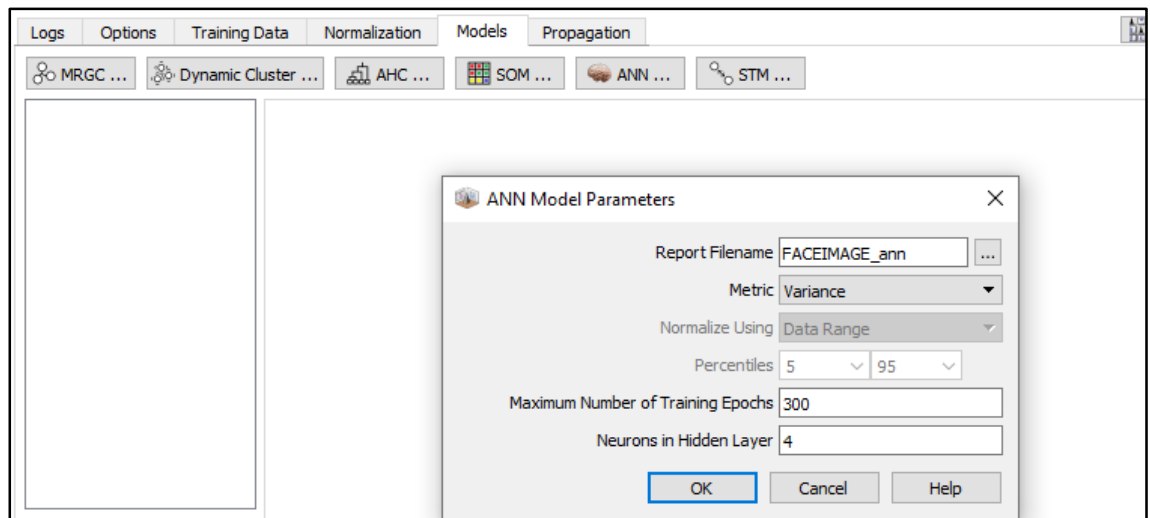 Logs Options Training Data Normalization Models Propagation
MRGC ... Dynamic Cluster ... AHC ... SOM ... ANN ... STM ...
ANN Model Parameters
Report Filename FACEIMAGE_ann ...
Metric Variance
Normalize Using Data Range
Percentiles 5 95
Maximum Number of Training Epochs 300
Neurons in Hidden Layer 4
OK Cancel Help